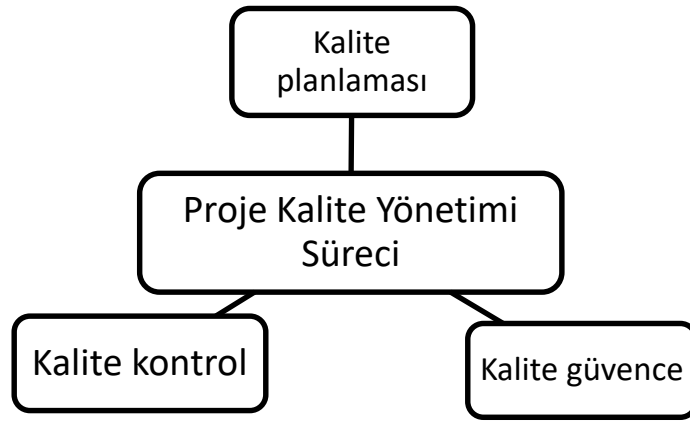 Kalite
planlaması
Proje Kalite Yönetimi
Süreci
Kalite kontrol
Kalite güvence